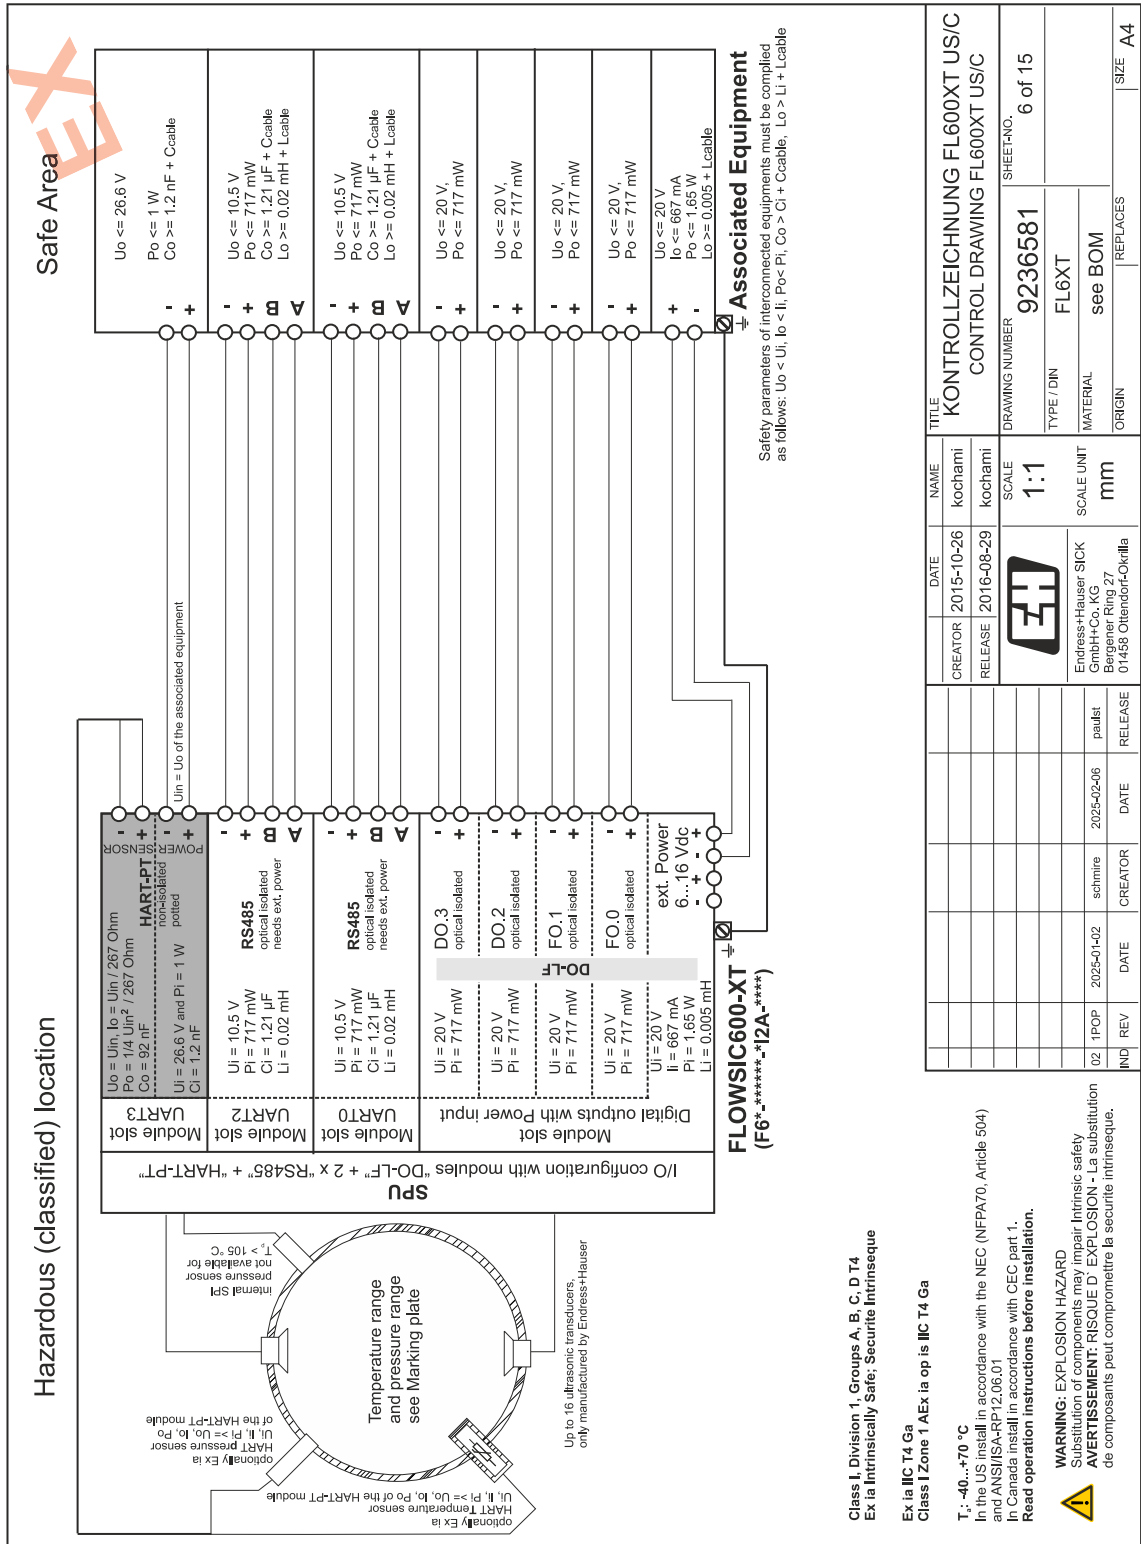 Hazardous (classified) location
Safe Area
EX
optionally Ex ia
HART Temperature sensor
Ui, Ii, Pi >= Uo, Io, Po of the HART-PT module
optionally Ex ia
HART pressure sensor
Ui, Ii, Pi >= Uo, Io, Po
of the HART-PT module
internal SPI
pressure sensor
not available for
Tₚ > 105 °C
Temperature range
and pressure range
see Marking plate
Up to 16 ultrasonic transducers,
only manufactured by Endress+Hauser
SPU
I/O configuration with modules "DO-LF" + 2 x "RS485" + "HART-PT"
Module slot
UART3
Uo = Uin, Io = Uin / 267 Ohm
Po = 1/4 Uin² / 267 Ohm
Co = 92 nF
HART-PT
non-isolated
potted
Ui = 26.6 V and Pi = 1 W
Ci = 1.2 nF
SENSOR
-
+
POWER
-
+
Uin = Uo of the associated equipment
-
+
Uo <= 26.6 V
Po <= 1 W
Co >= 1.2 nF + Ccable
Module slot
UART2
Ui = 10.5 V
Pi = 717 mW
Ci = 1.21 µF
Li = 0.02 mH
RS485
optical isolated
needs ext. power
-
+
B
A
-
+
B
A
Uo <= 10.5 V
Po <= 717 mW
Co >= 1.21 µF + Ccable
Lo >= 0.02 mH + Lcable
Module slot
UART0
Ui = 10.5 V
Pi = 717 mW
Ci = 1.21 µF
Li = 0.02 mH
RS485
optical isolated
needs ext. power
-
+
B
A
-
+
B
A
Uo <= 10.5 V
Po <= 717 mW
Co >= 1.21 µF + Ccable
Lo >= 0.02 mH + Lcable
Module slot
Digital outputs with Power input
DO-LF
Ui = 20 V
Pi = 717 mW
DO.3
optical isolated
-
+
-
+
Uo <= 20 V,
Po <= 717 mW
Ui = 20 V
Pi = 717 mW
DO.2
optical isolated
-
+
-
+
Uo <= 20 V,
Po <= 717 mW
Ui = 20 V
Pi = 717 mW
FO.1
optical isolated
-
+
-
+
Uo <= 20 V,
Po <= 717 mW
Ui = 20 V
Pi = 717 mW
FO.0
optical isolated
-
+
-
+
Uo <= 20 V,
Po <= 717 mW
Ui = 20 V
Ii = 667 mA
Pi = 1.65 W
Li = 0.005 mH
ext. Power
6...16 Vdc
- + - +
+
-
Uo <= 20 V
Io <= 667 mA
Po <= 1.65 W
Lo >= 0.005 + Lcable
FLOWSIC600-XT
(F6*-******-*I2A-****)
Associated Equipment
Safety parameters of interconnected equipments must be complied
as follows: Uo < Ui, Io < Ii, Po< Pi, Co > Ci + Ccable, Lo > Li + Lcable
Class I, Division 1, Groups A, B, C, D T4
Ex ia Intrinsically Safe; Securite Intrinseque
Ex ia IIC T4 Ga
Class I Zone 1 AEx ia op is IIC T4 Ga
Tₐ: -40...+70 °C
In the US install in accordance with the NEC (NFPA70, Article 504)
and ANSI/ISA-RP12.06.01
In Canada install in accordance with CEC part 1.
Read operation instructions before installation.
WARNING: EXPLOSION HAZARD
Substitution of components may impair Intrinsic safety
AVERTISSEMENT: RISQUE D` EXPLOSION - La substitution
de composants peut compromettre la securite intrinseque.
02 1POP 2025-01-02 schmire 2025-02-06 paulst
IND REV DATE CREATOR DATE RELEASE
DATE NAME
CREATOR 2015-10-26 kochami
RELEASE 2016-08-29 kochami
EH
Endress+Hauser SICK
GmbH+Co. KG
Bergener Ring 27
01458 Ottendorf-Okrilla
SCALE
1:1
SCALE UNIT
mm
TITLE
KONTROLLZEICHNUNG FL600XT US/C
CONTROL DRAWING FL600XT US/C
DRAWING NUMBER
9236581
SHEET-NO.
6 of 15
TYPE / DIN
FL6XT
MATERIAL
see BOM
ORIGIN
REPLACES
SIZE A4